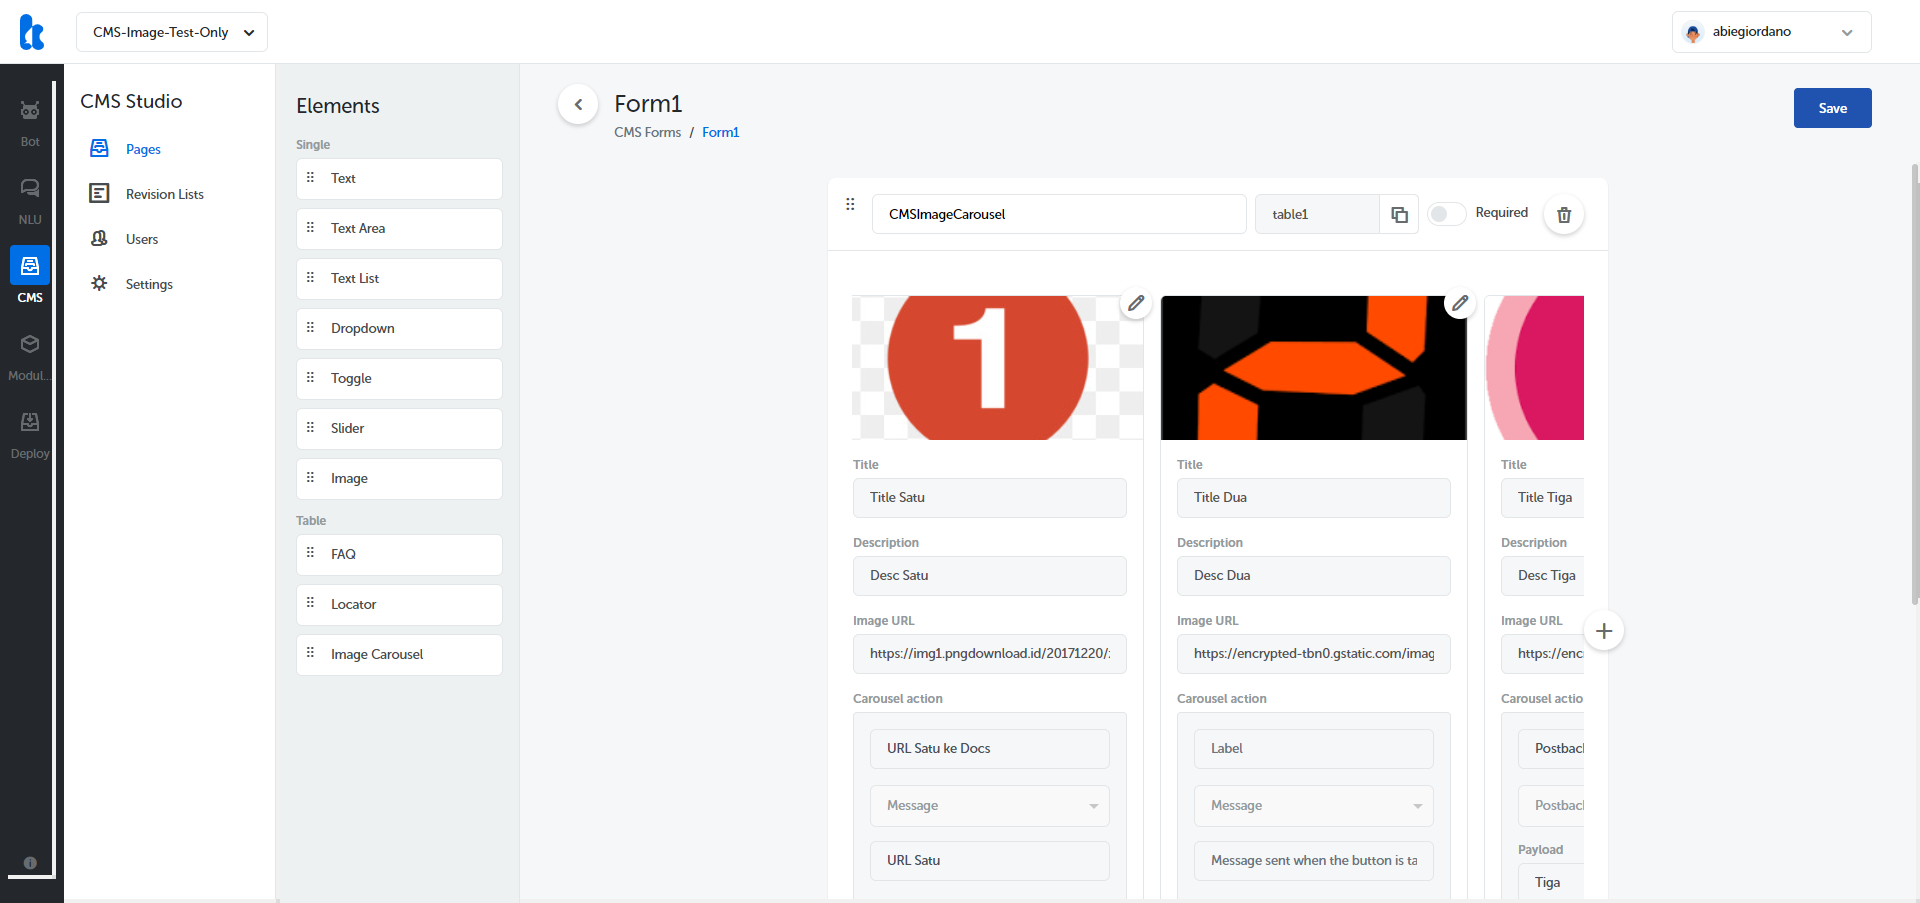 CMS-Image-Test-Only
abiegiordano
Bot
NLU
CMS
Modul...
Deploy
CMS Studio
Pages
Revision Lists
Users
Settings
Elements
Single
Text
Text Area
Text List
Dropdown
Toggle
Slider
Image
Table
FAQ
Locator
Image Carousel
Form1
CMS Forms / Form1
Save
CMSImageCarousel
table1
Required
1
Title
Title Satu
Description
Desc Satu
Image URL
https://img1.pngdownload.id/20171220/
Carousel action
URL Satu ke Docs
Message
URL Satu
Title
Title Dua
Description
Desc Dua
Image URL
https://encrypted-tbn0.gstatic.com/imag
Carousel action
Label
Message
Message sent when the button is ta
Title
Title Tiga
Description
Desc Tiga
Image URL
https://enc
Carousel actio
Postbac
Postbac
Payload
Tiga